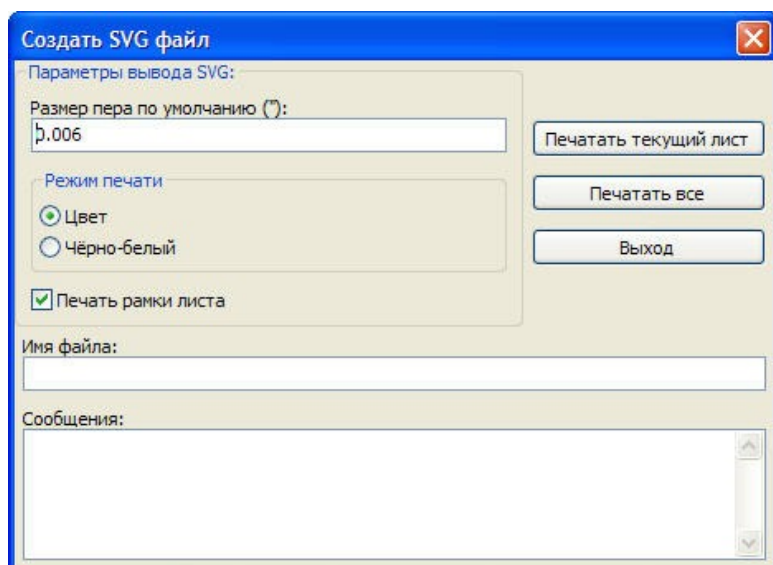 Создать SVG файл
Параметры вывода SVG:
Размер пера по умолчанию ("):
0.006
Режим печати
Цвет
Чёрно-белый
Печать рамки листа
Печатать текущий лист
Печатать все
Выход
Имя файла:
Сообщения: